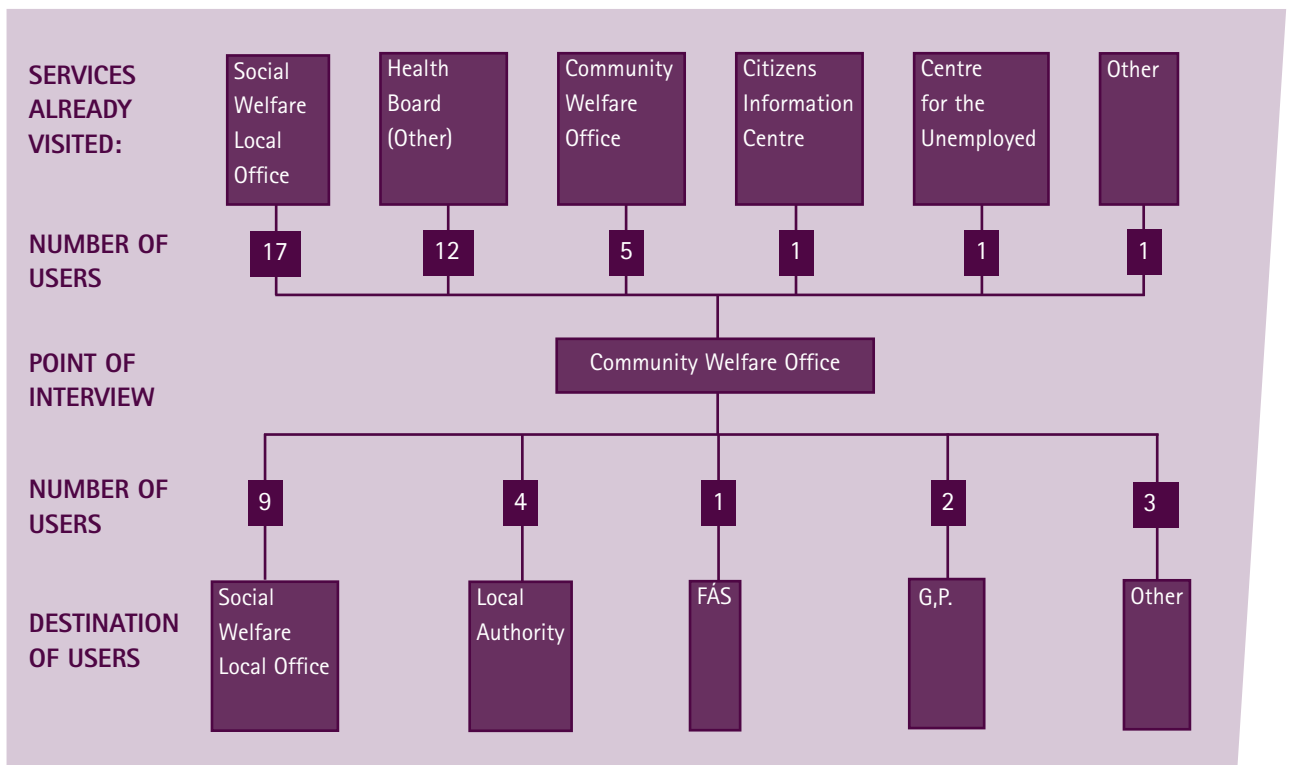 SERVICES
ALREADY
VISITED:
Social
Welfare
Local
Office
Health
Board
(Other)
Community
Welfare
Office
Citizens
Information
Centre
Centre
for the
Unemployed
Other
NUMBER OF
USERS
17
12
5
1
1
1
POINT OF
INTERVIEW
Community Welfare Office
NUMBER OF
USERS
9
4
1
2
3
DESTINATION
OF USERS
Social
Welfare
Local Office
Local
Authority
FÁS
G,P.
Other